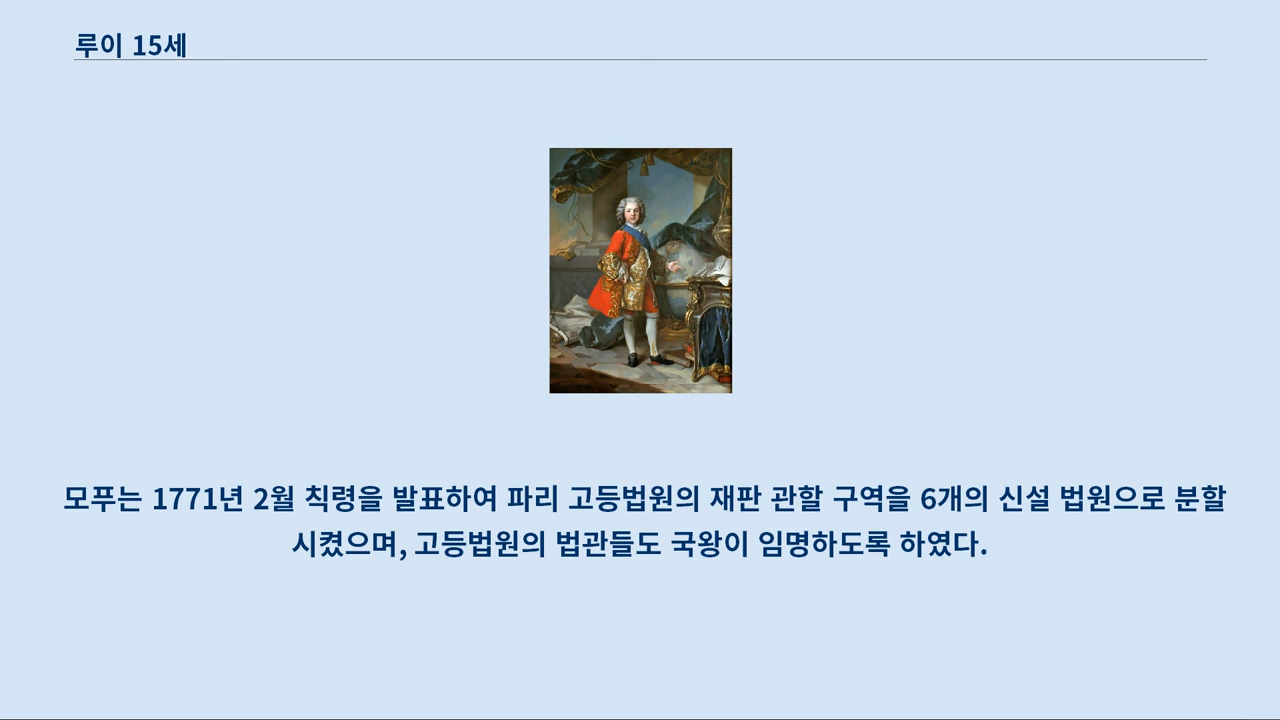 루이 15세
모푸는 1771년 2월 칙령을 발표하여 파리 고등법원의 재판 관할 구역을 6개의 신설 법원으로 분할
시켰으며, 고등법원의 법관들도 국왕이 임명하도록 하였다.